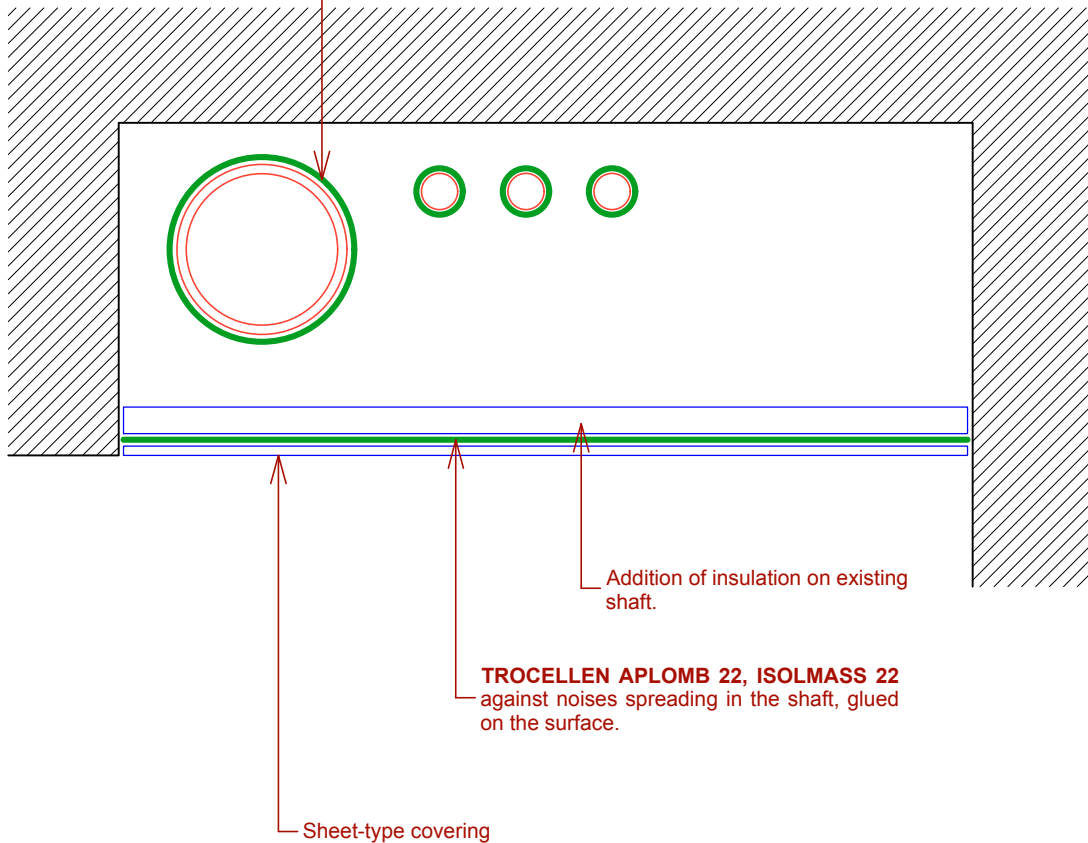 Addition of insulation on existing
shaft.
TROCELLEN APLOMB 22, ISOLMASS 22
against noises spreading in the shaft, glued
on the surface.
Sheet-type covering